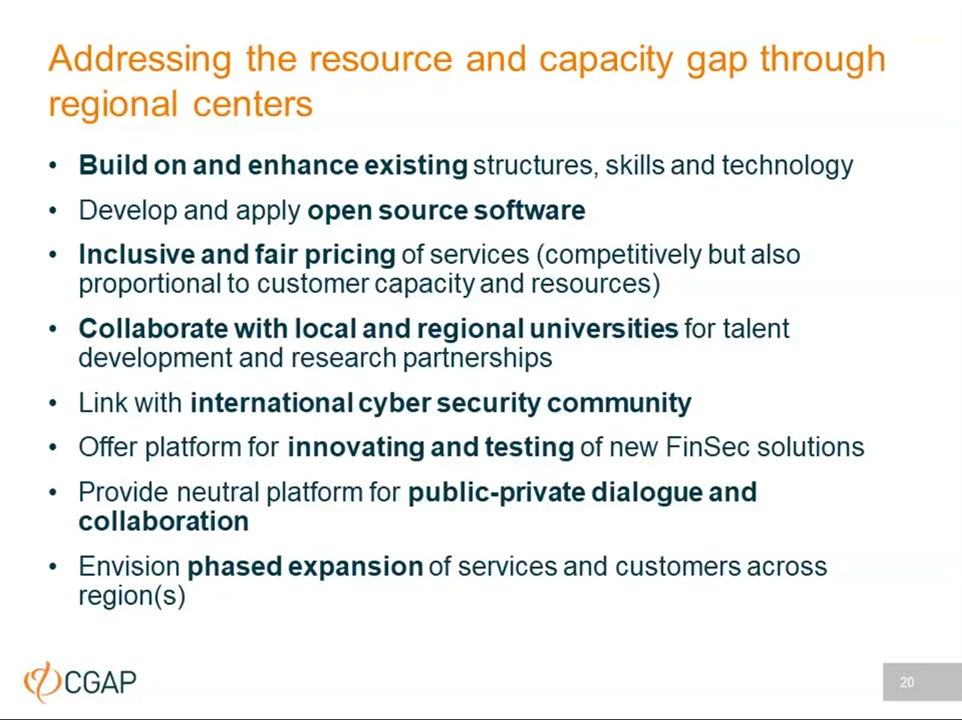 Addressing the resource and capacity gap through
regional centers
• Build on and enhance existing structures, skills and technology
• Develop and apply open source software
• Inclusive and fair pricing of services (competitively but also
proportional to customer capacity and resources)
• Collaborate with local and regional universities for talent
development and research partnerships
• Link with international cyber security community
• Offer platform for innovating and testing of new FinSec solutions
• Provide neutral platform for public-private dialogue and
collaboration
• Envision phased expansion of services and customers across
region(s)
CGAP
20